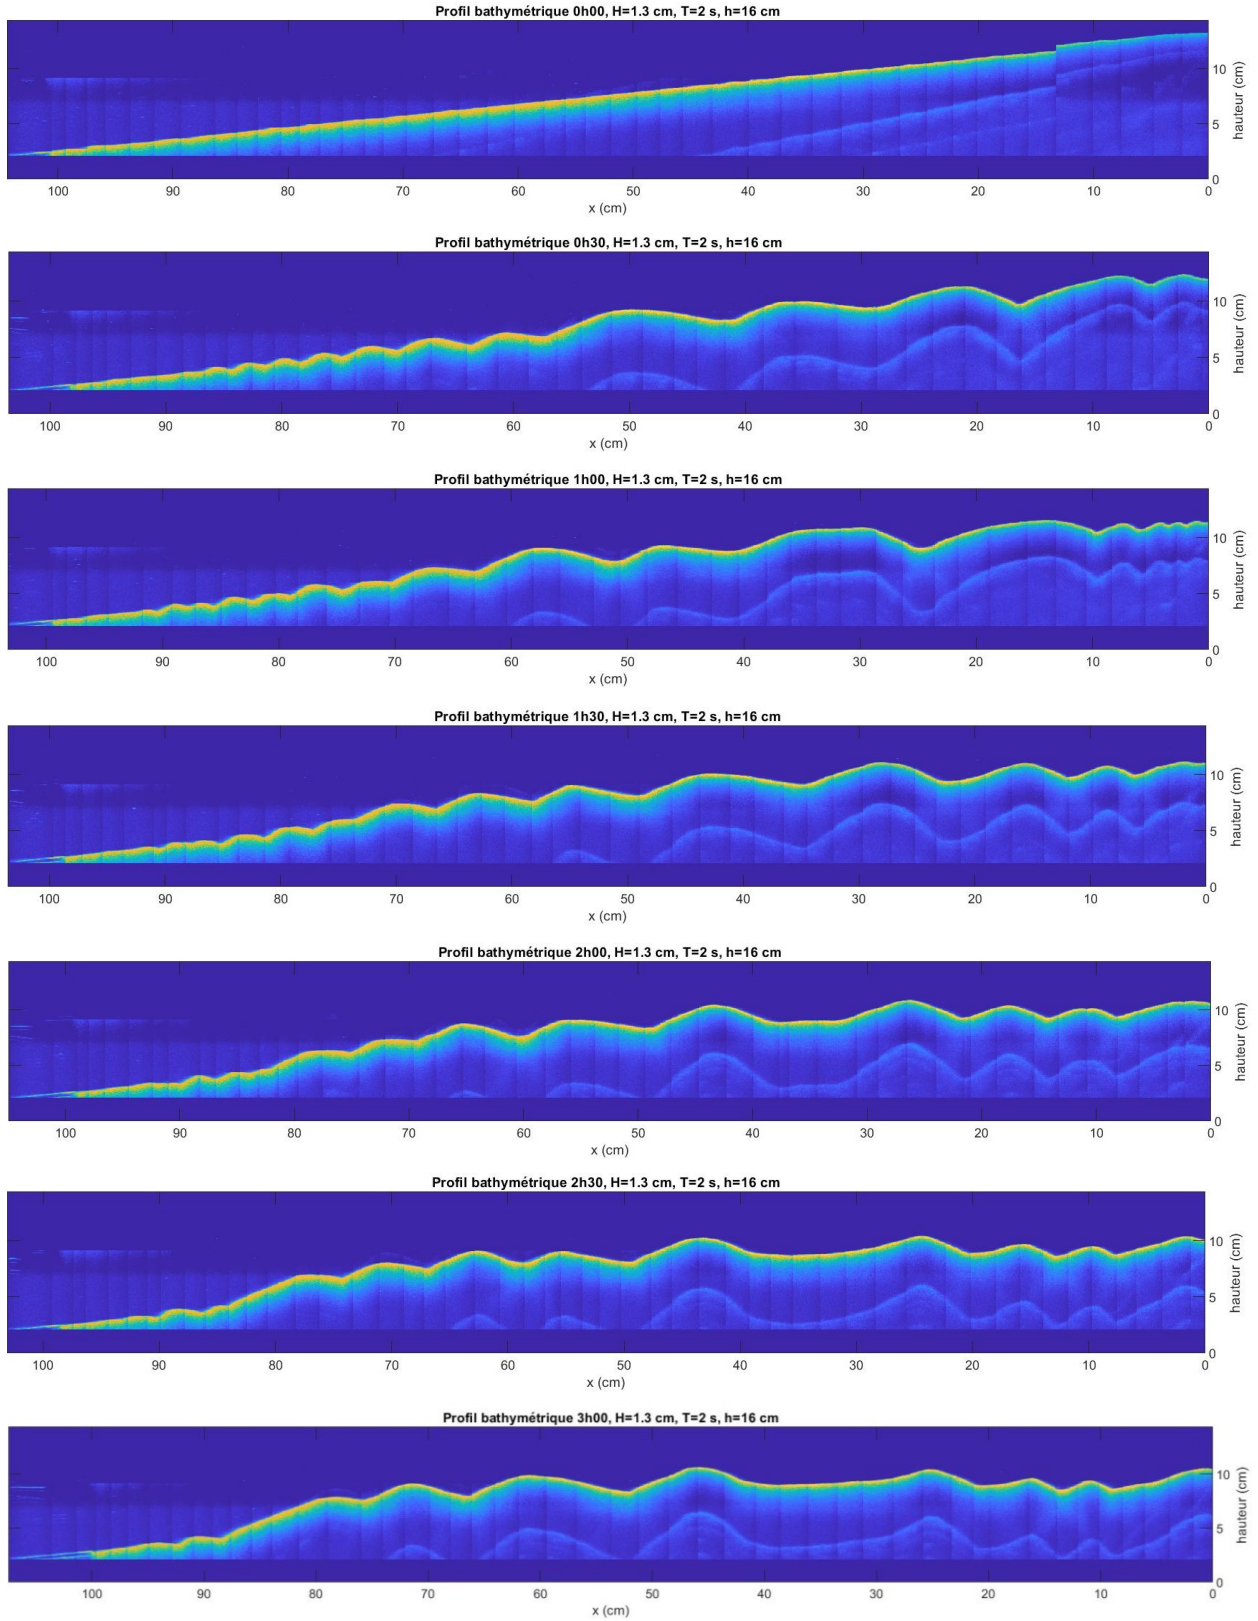 Profil bathymétrique 0h00, H=1.3 cm, T=2 s, h=16 cm
10
5
0
hauteur (cm)
100 90 80 70 60 50 40 30 20 10 0
x (cm)
Profil bathymétrique 0h30, H=1.3 cm, T=2 s, h=16 cm
10
5
0
hauteur (cm)
100 90 80 70 60 50 40 30 20 10 0
x (cm)
Profil bathymétrique 1h00, H=1.3 cm, T=2 s, h=16 cm
10
5
0
hauteur (cm)
100 90 80 70 60 50 40 30 20 10 0
x (cm)
Profil bathymétrique 1h30, H=1.3 cm, T=2 s, h=16 cm
10
5
0
hauteur (cm)
100 90 80 70 60 50 40 30 20 10 0
x (cm)
Profil bathymétrique 2h00, H=1.3 cm, T=2 s, h=16 cm
10
5
0
hauteur (cm)
100 90 80 70 60 50 40 30 20 10 0
x (cm)
Profil bathymétrique 2h30, H=1.3 cm, T=2 s, h=16 cm
10
5
0
hauteur (cm)
100 90 80 70 60 50 40 30 20 10 0
x (cm)
Profil bathymétrique 3h00, H=1.3 cm, T=2 s, h=16 cm
10
5
0
hauteur (cm)
100 90 80 70 60 50 40 30 20 10 0
x (cm)